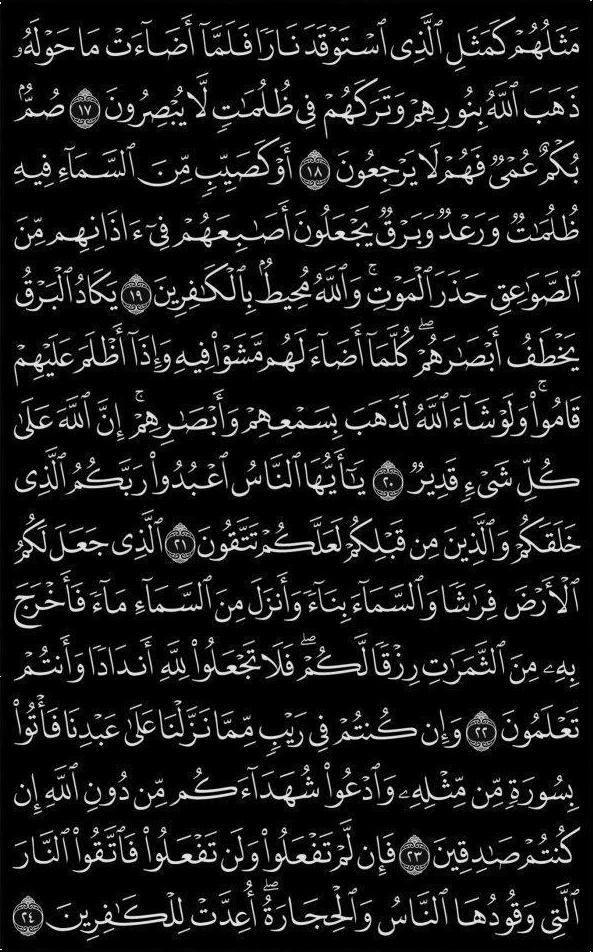 مَثَلُهُمْ كَمَثَلِ ٱلَّذِى ٱسْتَوْقَدَ نَارًا فَلَمَّآ أَضَآءَتْ مَا حَوْلَهُۥ
ذَهَبَ ٱللَّهُ بِنُورِهِمْ وَتَرَكَهُمْ فِى ظُلُمَٰتٍ لَّا يُبْصِرُونَ ١٧ صُمٌّۢ
بُكْمٌ عُمْىٌ فَهُمْ لَا يَرْجِعُونَ ١٨ أَوْ كَصَيِّبٍ مِّنَ ٱلسَّمَآءِ فِيهِ
ظُلُمَٰتٌ وَرَعْدٌ وَبَرْقٌ يَجْعَلُونَ أَصَٰبِعَهُمْ فِىٓ ءَاذَانِهِم مِّنَ
ٱلصَّوَٰعِقِ حَذَرَ ٱلْمَوْتِ ۚ وَٱللَّهُ مُحِيطٌۢ بِٱلْكَٰفِرِينَ ١٩ يَكَادُ ٱلْبَرْقُ
يَخْطَفُ أَبْصَٰرَهُمْ ۖ كُلَّمَآ أَضَآءَ لَهُم مَّشَوْا۟ فِيهِ وَإِذَآ أَظْلَمَ عَلَيْهِمْ
قَامُوا۟ ۚ وَلَوْ شَآءَ ٱللَّهُ لَذَهَبَ بِسَمْعِهِمْ وَأَبْصَٰرِهِمْ ۚ إِنَّ ٱللَّهَ عَلَىٰ
كُلِّ شَىْءٍ قَدِيرٌ ٢٠ يَٰٓأَيُّهَا ٱلنَّاسُ ٱعْبُدُوا۟ رَبَّكُمُ ٱلَّذِى
خَلَقَكُمْ وَٱلَّذِينَ مِن قَبْلِكُمْ لَعَلَّكُمْ تَتَّقُونَ ٢١ ٱلَّذِى جَعَلَ لَكُمُ
ٱلْأَرْضَ فِرَٰشًا وَٱلسَّمَآءَ بِنَآءً وَأَنزَلَ مِنَ ٱلسَّمَآءِ مَآءً فَأَخْرَجَ
بِهِۦ مِنَ ٱلثَّمَرَٰتِ رِزْقًا لَّكُمْ ۖ فَلَا تَجْعَلُوا۟ لِلَّهِ أَندَادًا وَأَنتُمْ
تَعْلَمُونَ ٢٢ وَإِن كُنتُمْ فِى رَيْبٍ مِّمَّا نَزَّلْنَا عَلَىٰ عَبْدِنَا فَأْتُوا۟
بِسُورَةٍ مِّن مِّثْلِهِۦ وَٱدْعُوا۟ شُهَدَآءَكُم مِّن دُونِ ٱللَّهِ إِن
كُنتُمْ صَٰدِقِينَ ٢٣ فَإِن لَّمْ تَفْعَلُوا۟ وَلَن تَفْعَلُوا۟ فَٱتَّقُوا۟ ٱلنَّارَ
ٱلَّتِى وَقُودُهَا ٱلنَّاسُ وَٱلْحِجَارَةُ ۖ أُعِدَّتْ لِلْكَٰفِرِينَ ٢٤